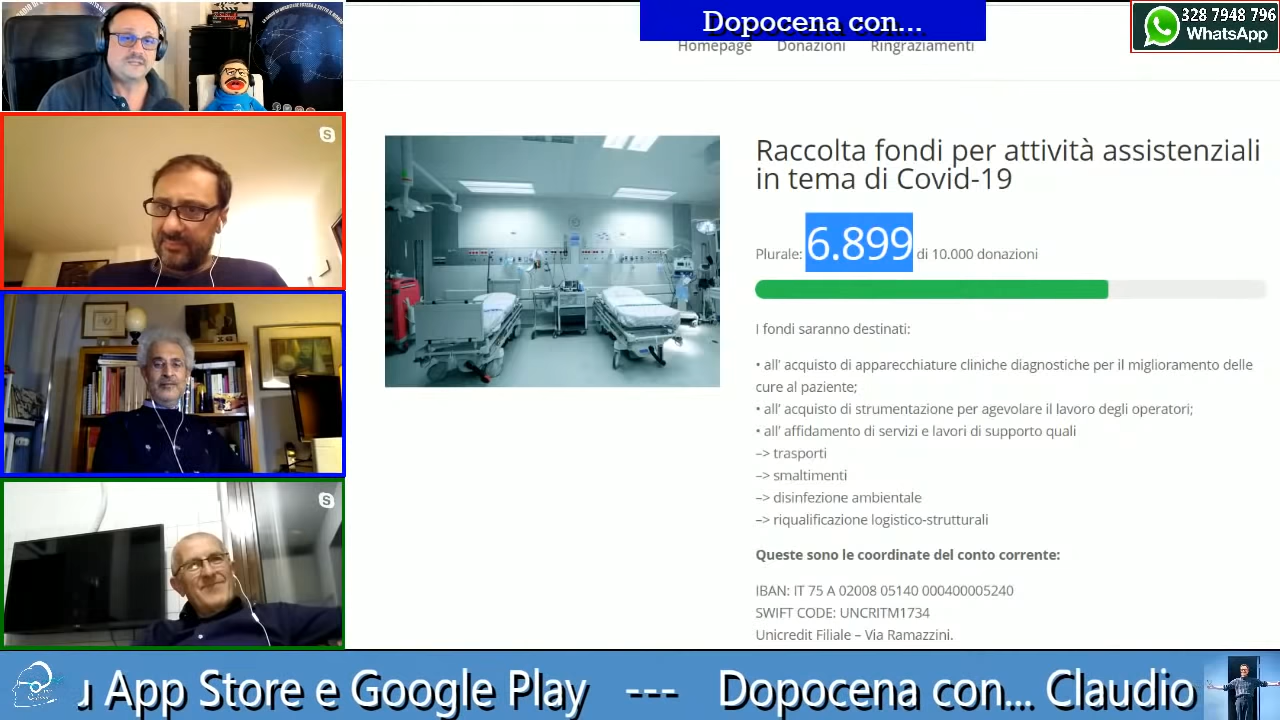 Dopocena con...
328 7948 796
WhatsApp
Homepage Donazioni Ringraziamenti
Raccolta fondi per attività assistenziali
in tema di Covid-19
Plurale: 6.899 di 10.000 donazioni
I fondi saranno destinati:
• all' acquisto di apparecchiature cliniche diagnostiche per il miglioramento delle
cure al paziente;
• all' acquisto di strumentazione per agevolare il lavoro degli operatori;
• all' affidamento di servizi e lavori di supporto quali
–> trasporti
–> smaltimenti
–> disinfezione ambientale
–> riqualificazione logistico-strutturali
Queste sono le coordinate del conto corrente:
IBAN: IT 75 A 02008 05140 000400005240
SWIFT CODE: UNCRITM1734
Unicredit Filiale – Via Ramazzini.
u App Store e Google Play --- Dopocena con... Claudio